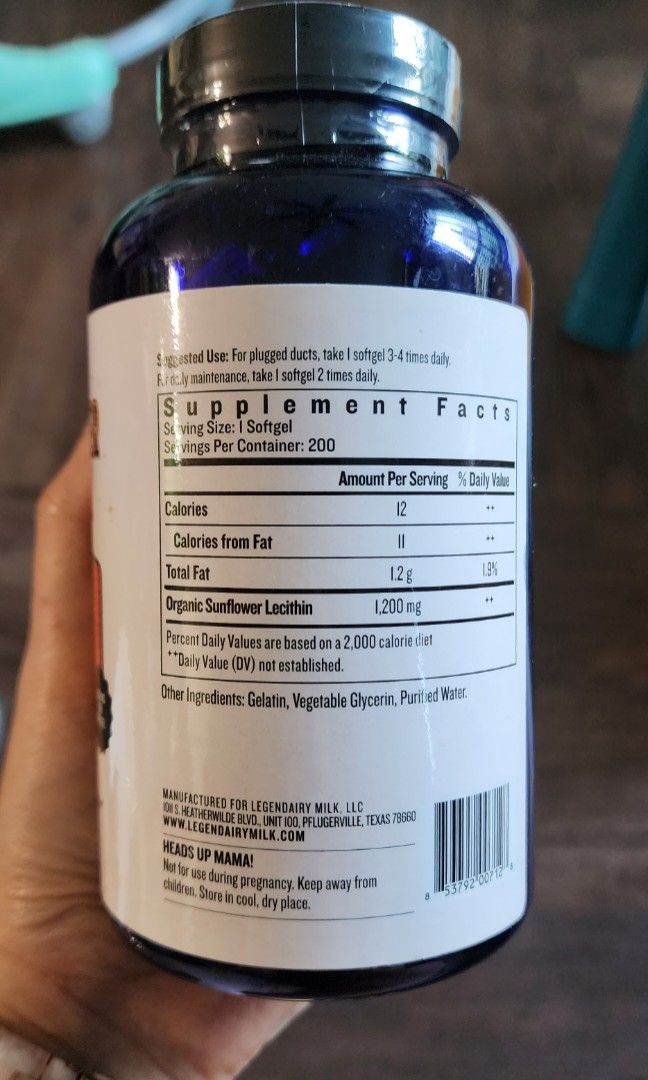 Suggested Use: For plugged ducts, take 1 softgel 3-4 times daily.
For daily maintenance, take 1 softgel 2 times daily.
Supplement Facts
Serving Size: 1 Softgel
Servings Per Container: 200
Amount Per Serving % Daily Value
Calories 12 ++
Calories from Fat 11 ++
Total Fat 1.2 g 1.9%
Organic Sunflower Lecithin 1,200 mg ++
Percent Daily Values are based on a 2,000 calorie diet
++Daily Value (DV) not established.
Other Ingredients: Gelatin, Vegetable Glycerin, Purified Water.
MANUFACTURED FOR LEGENDAIRY MILK, LLC
S. HEATHERWILDE BLVD., UNIT 100, PFLUGERVILLE, TEXAS 78660
WWW.LEGENDAIRYMILK.COM
HEADS UP MAMA!
Not for use during pregnancy. Keep away from
children. Store in cool, dry place.
8 53792 00712